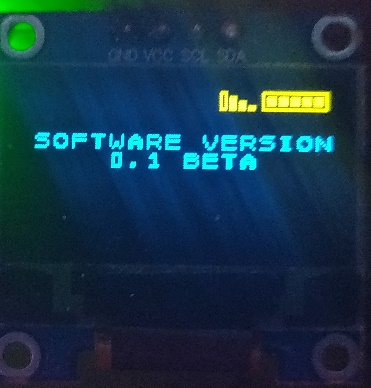 GND VCC SCL SDA
SOFTWARE VERSION
0.1 BETA